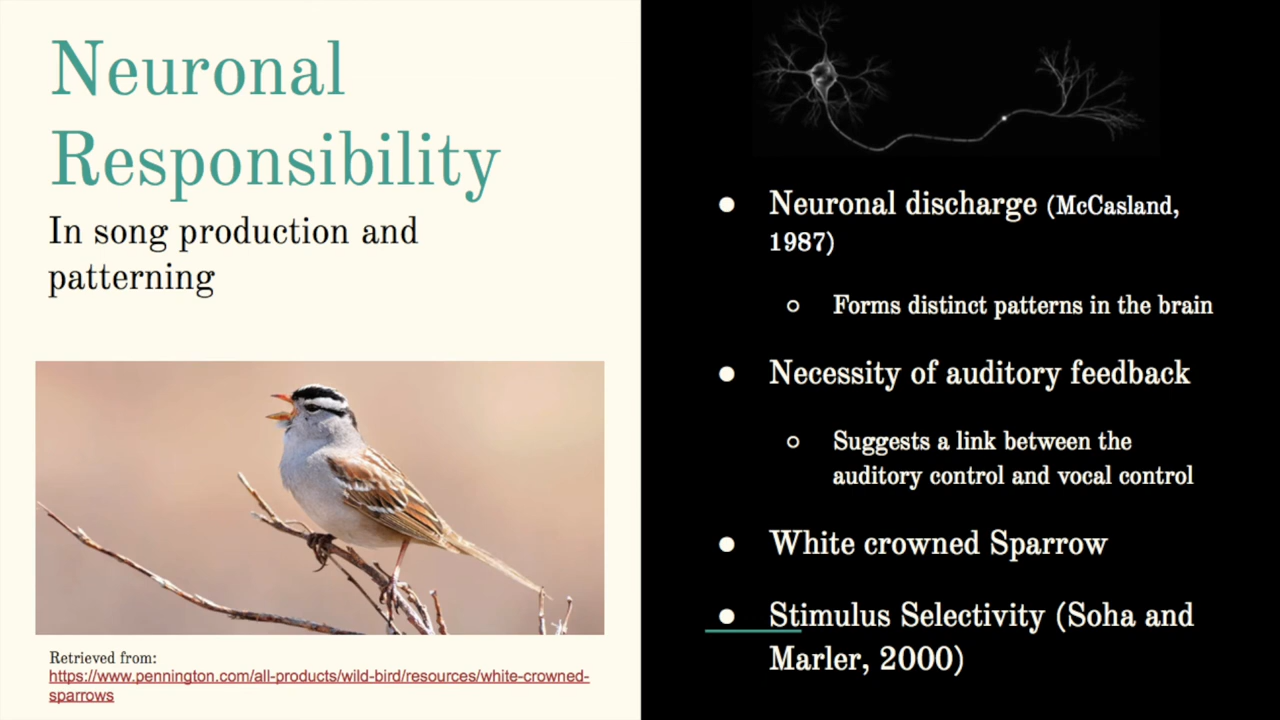 Neuronal
Responsibility
In song production and
patterning
Retrieved from:
https://www.pennington.com/all-products/wild-bird/resources/white-crowned-
sparrows
● Neuronal discharge (McCasland,
1987)
○ Forms distinct patterns in the brain
● Necessity of auditory feedback
○ Suggests a link between the
auditory control and vocal control
● White crowned Sparrow
● Stimulus Selectivity (Soha and
Marler, 2000)